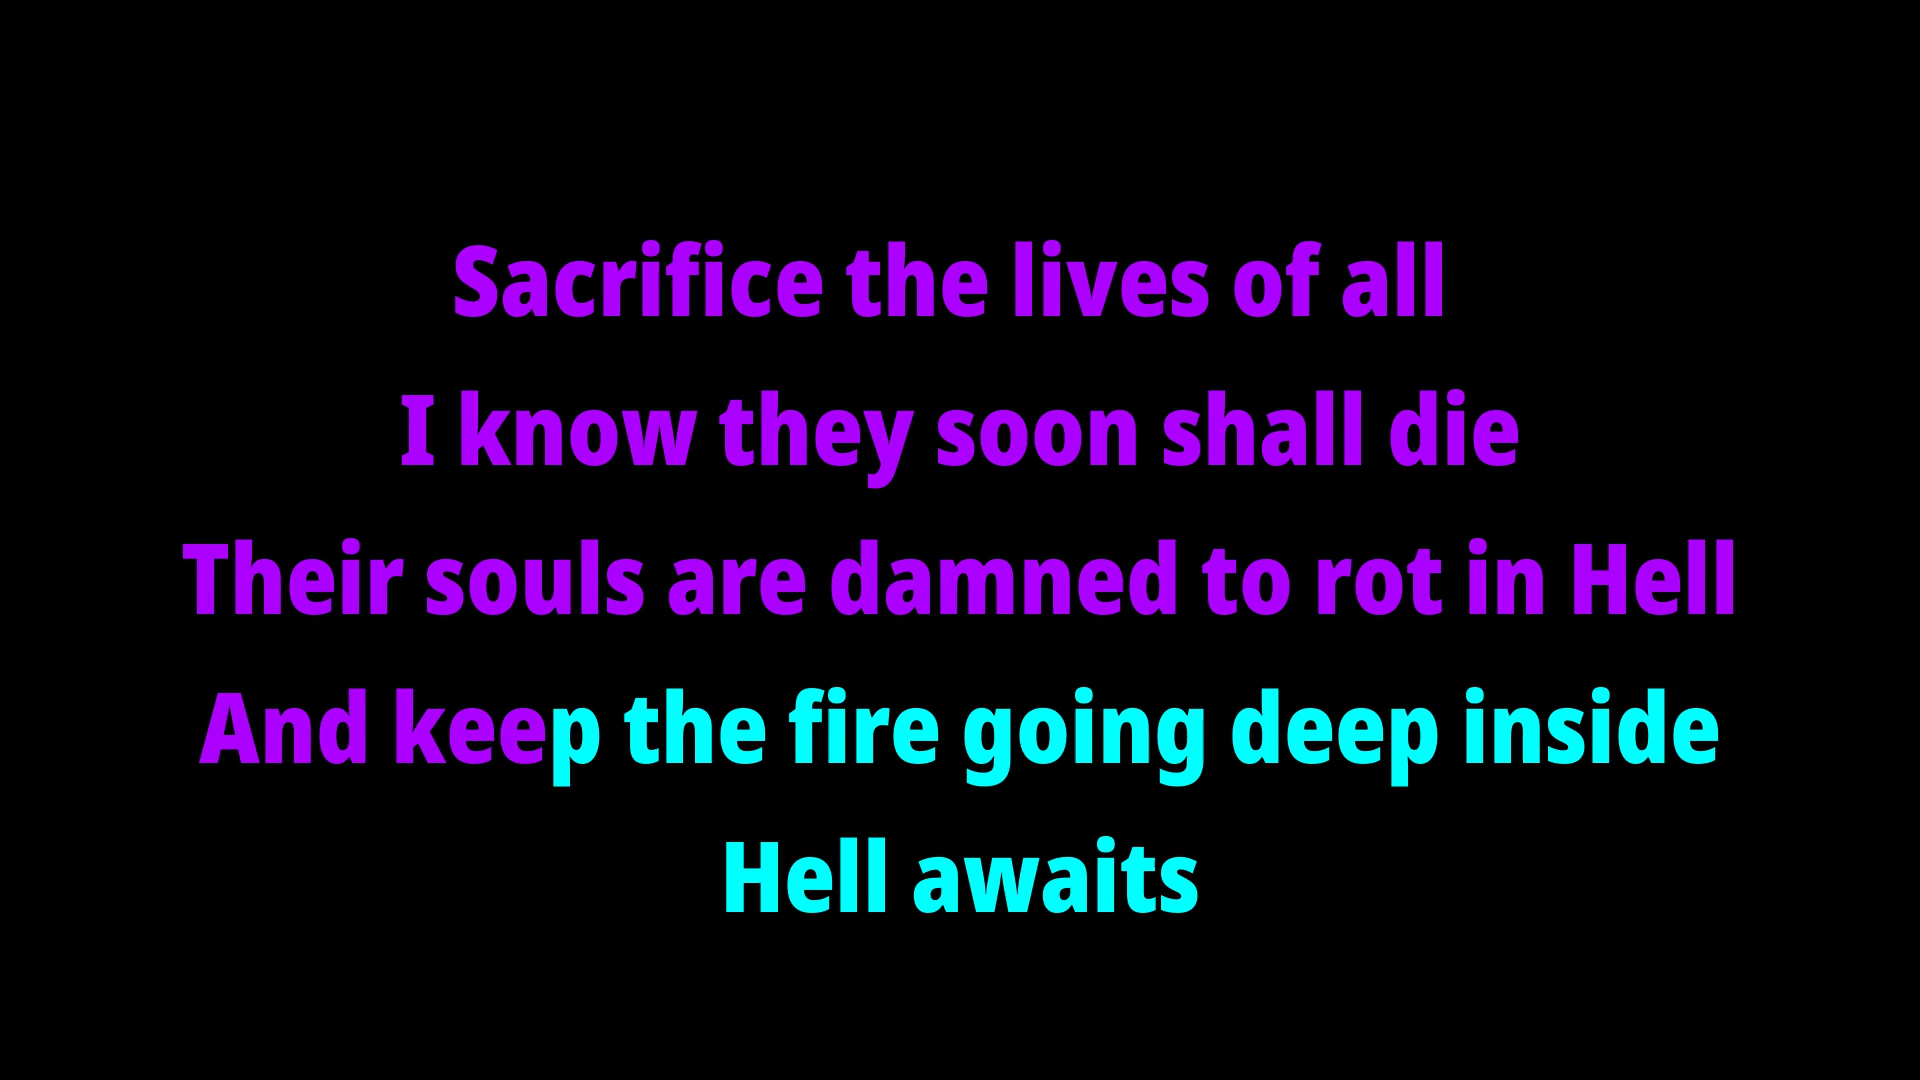 Sacrifice the lives of all
I know they soon shall die
Their souls are damned to rot in Hell
And keep the fire going deep inside
Hell awaits